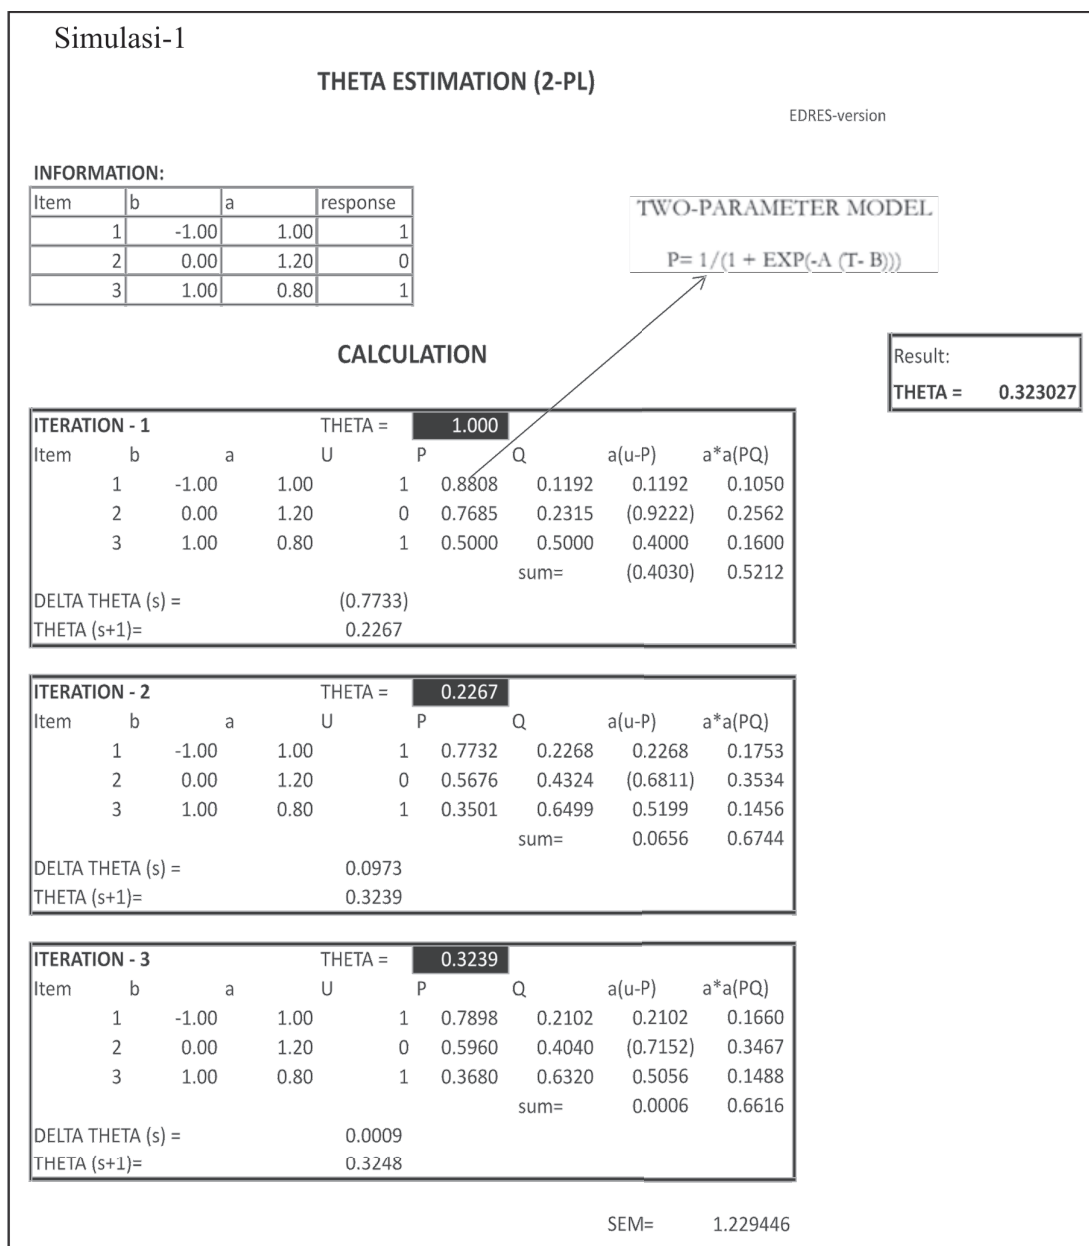 Simulasi-1
THETA ESTIMATION (2-PL)
EDRES-version
INFORMATION:
Item b a response
1 -1.00 1.00 1
2 0.00 1.20 0
3 1.00 0.80 1
TWO-PARAMETER MODEL
P= 1/(1 + EXP(-A (T- B)))
CALCULATION
Result:
THETA = 0.323027
ITERATION - 1 THETA = 1.000
Item b a U P Q a(u-P) a*a(PQ)
1 -1.00 1.00 1 0.8808 0.1192 0.1192 0.1050
2 0.00 1.20 0 0.7685 0.2315 (0.9222) 0.2562
3 1.00 0.80 1 0.5000 0.5000 0.4000 0.1600
sum= (0.4030) 0.5212
DELTA THETA (s) = (0.7733)
THETA (s+1)= 0.2267
ITERATION - 2 THETA = 0.2267
Item b a U P Q a(u-P) a*a(PQ)
1 -1.00 1.00 1 0.7732 0.2268 0.2268 0.1753
2 0.00 1.20 0 0.5676 0.4324 (0.6811) 0.3534
3 1.00 0.80 1 0.3501 0.6499 0.5199 0.1456
sum= 0.0656 0.6744
DELTA THETA (s) = 0.0973
THETA (s+1)= 0.3239
ITERATION - 3 THETA = 0.3239
Item b a U P Q a(u-P) a*a(PQ)
1 -1.00 1.00 1 0.7898 0.2102 0.2102 0.1660
2 0.00 1.20 0 0.5960 0.4040 (0.7152) 0.3467
3 1.00 0.80 1 0.3680 0.6320 0.5056 0.1488
sum= 0.0006 0.6616
DELTA THETA (s) = 0.0009
THETA (s+1)= 0.3248
SEM= 1.229446